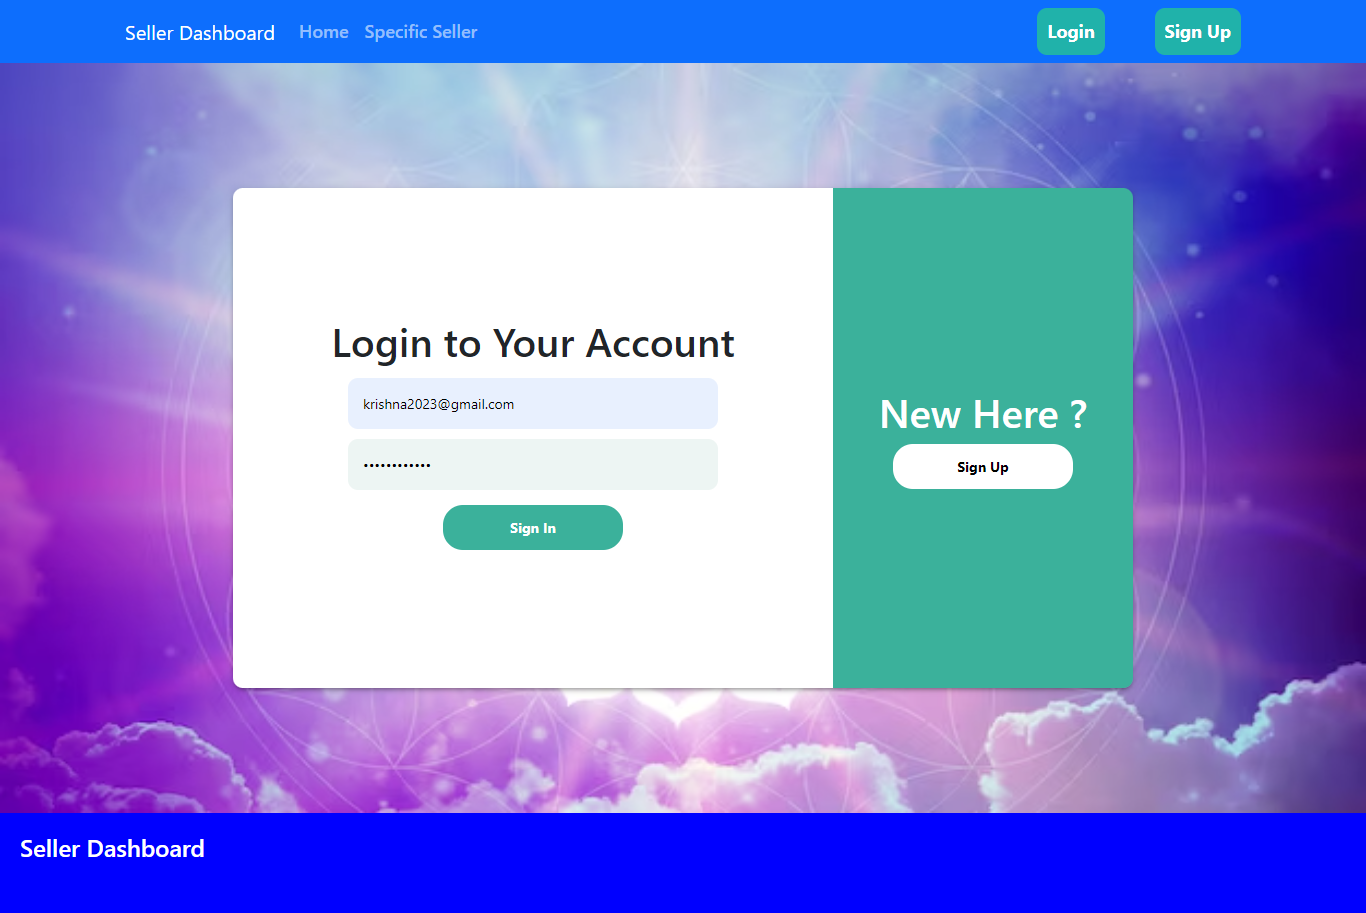 Seller Dashboard Home Specific Seller Login Sign Up
Login to Your Account
krishna2023@gmail.com
••••••••••••
Sign In
New Here ?
Sign Up
Seller Dashboard